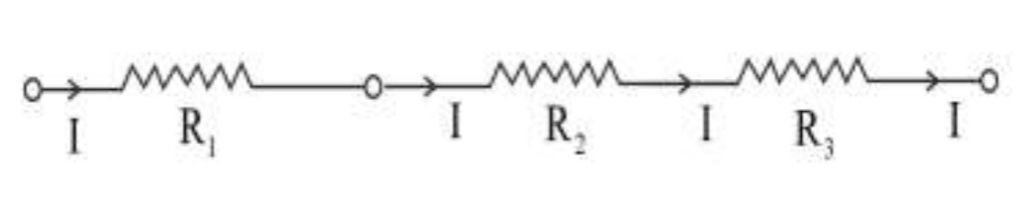 I R₁ I R₂ I R₃ I